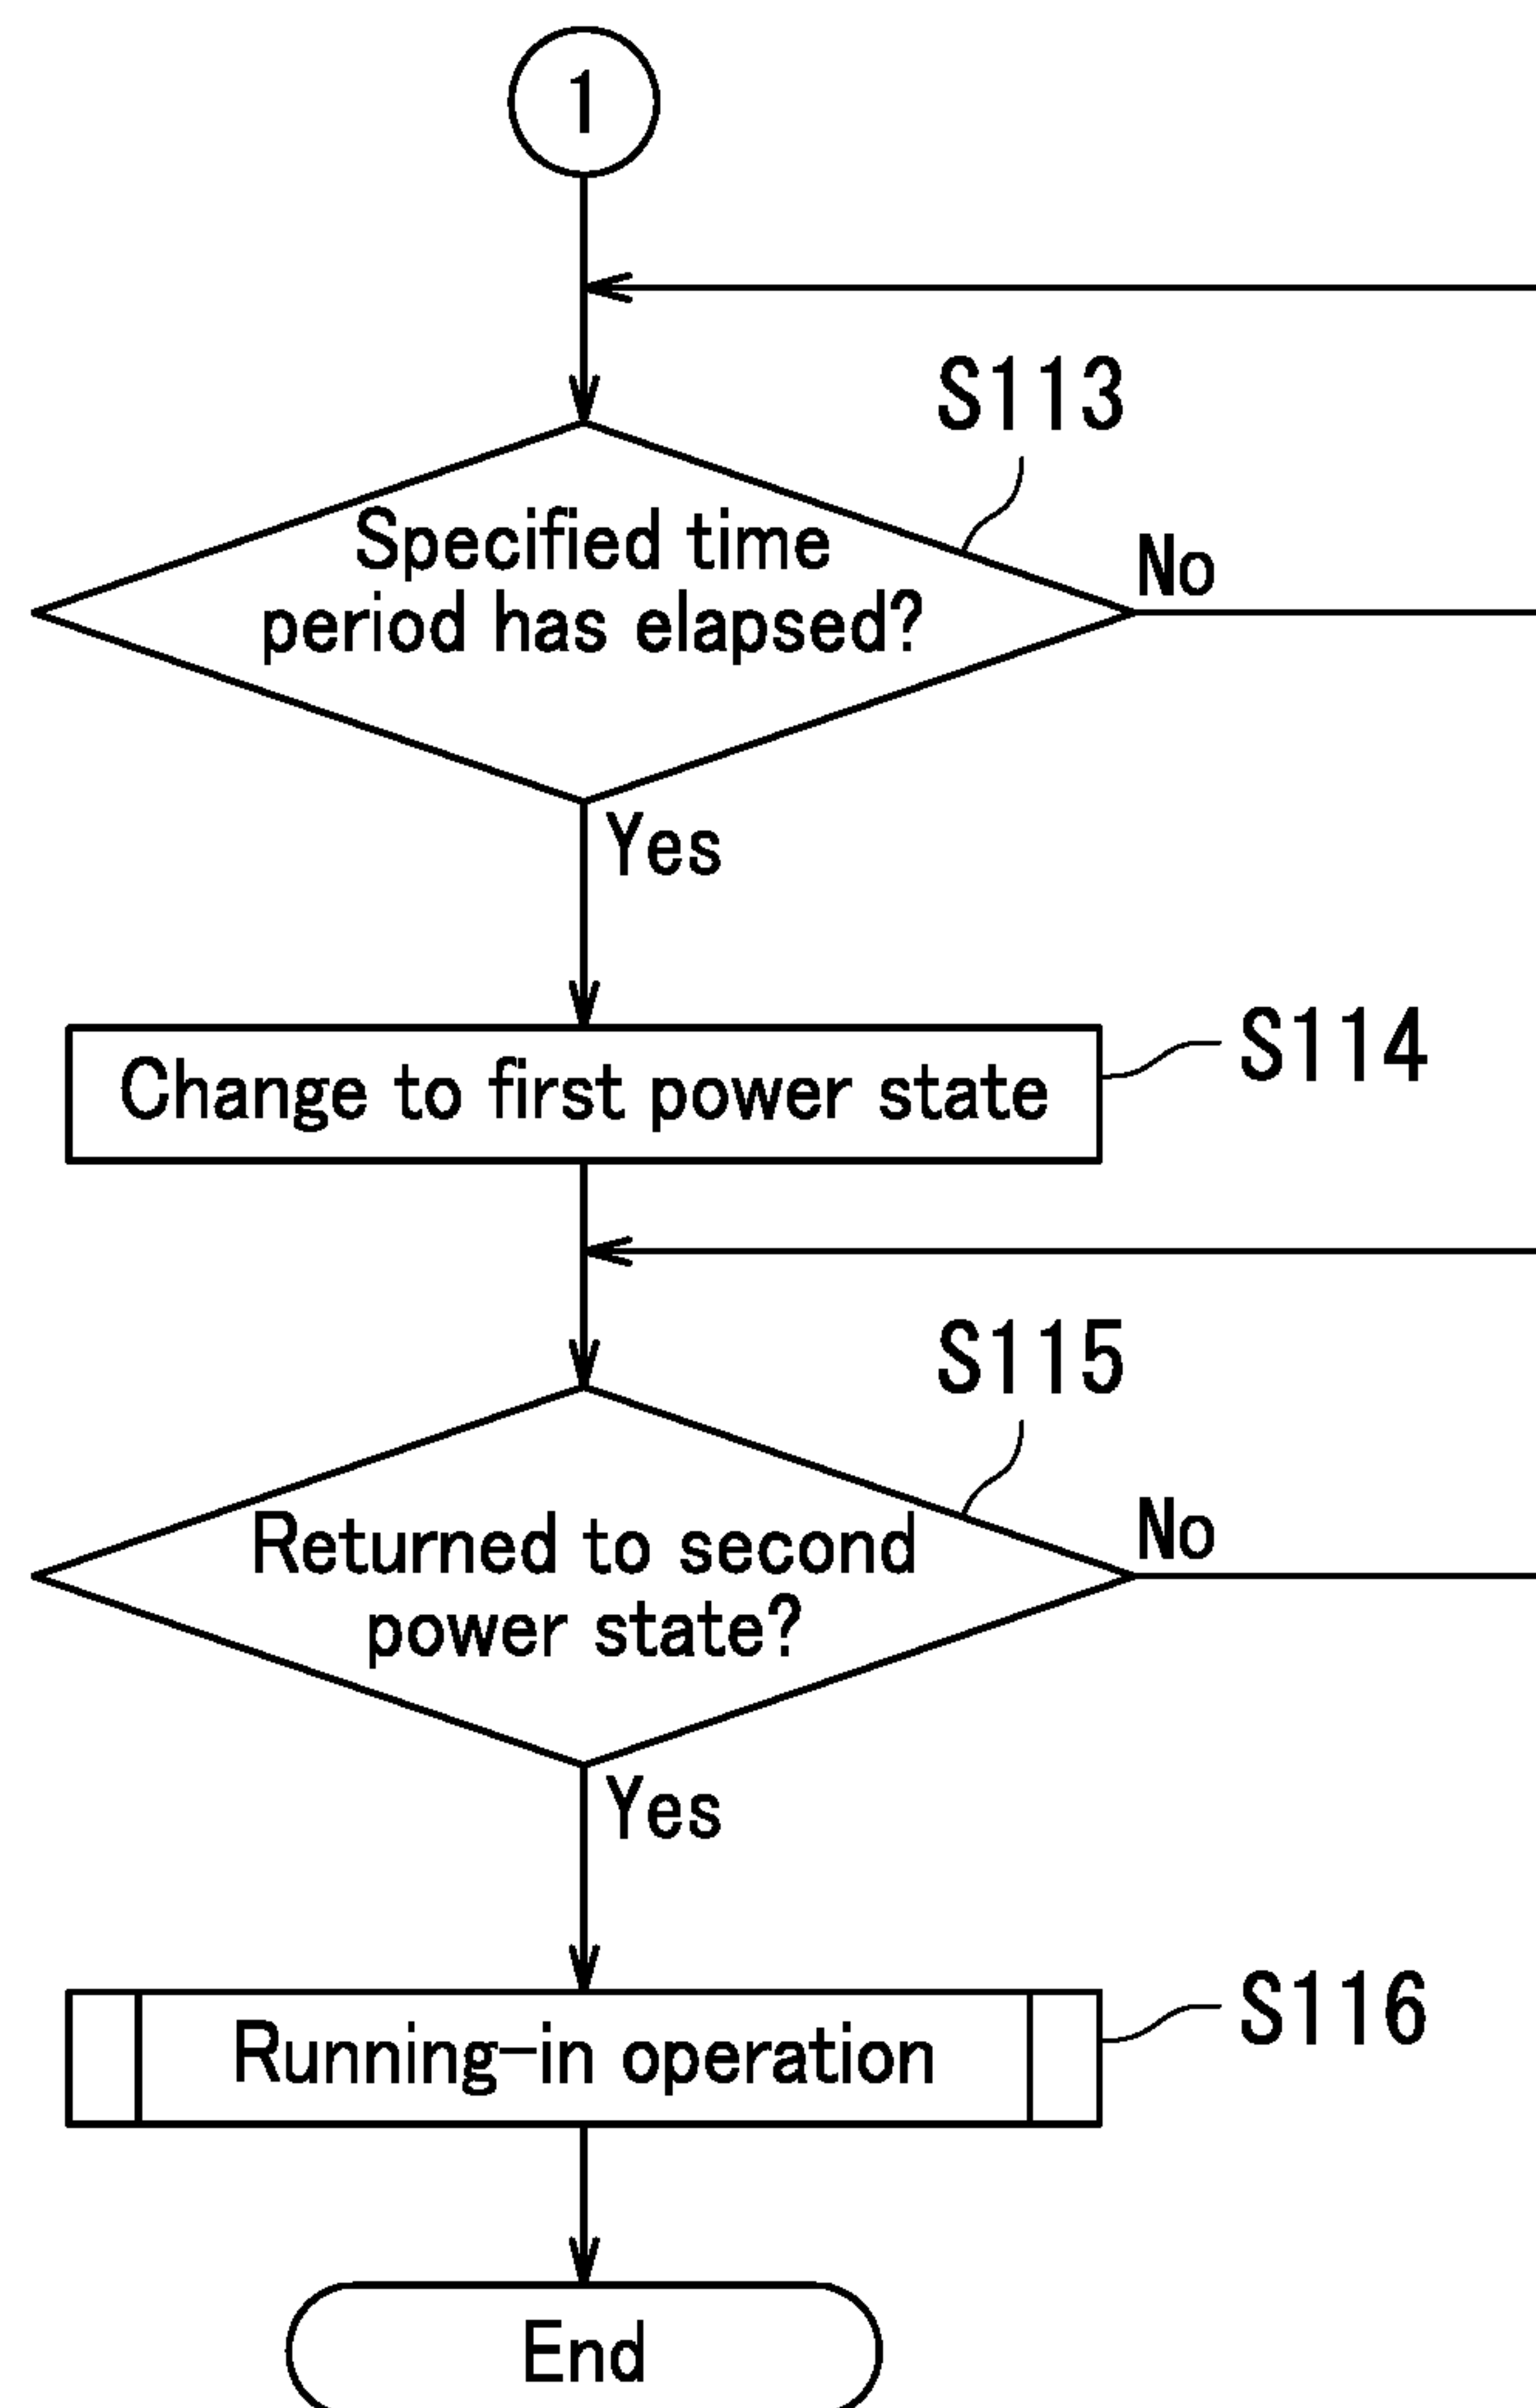 1
S113
Specified time
period has elapsed?
No
Yes
Change to first power state
S114
S115
Returned to second
power state?
No
Yes
Running-in operation
S116
End